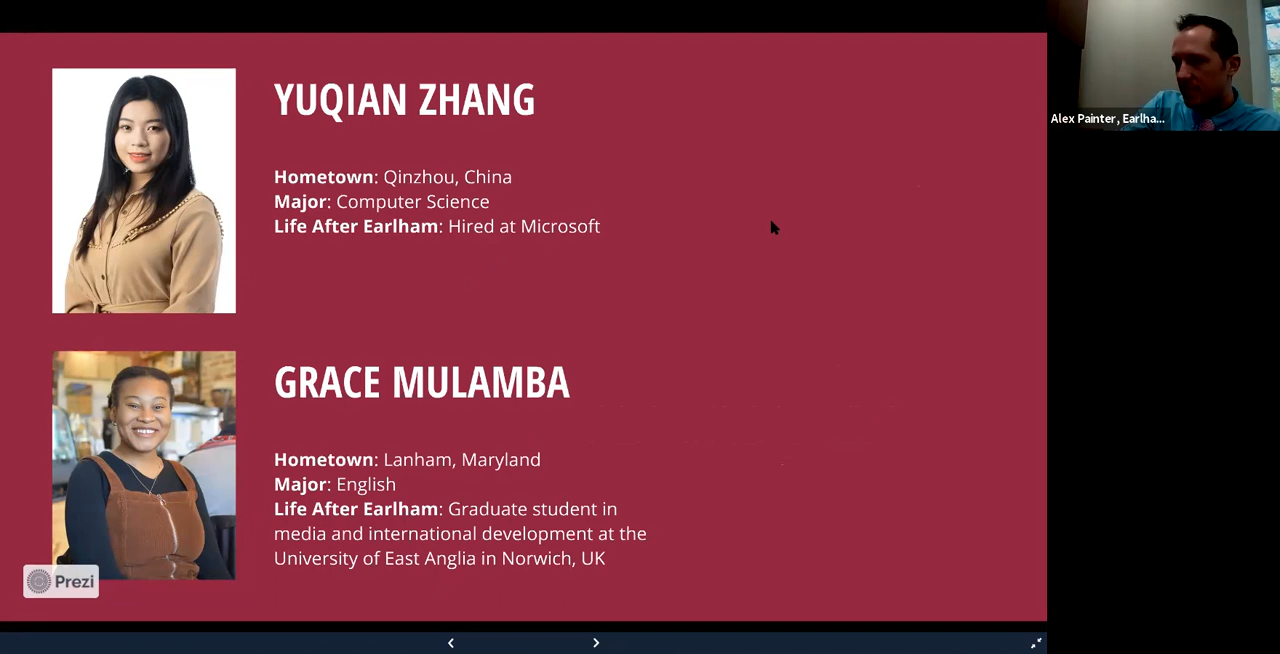 YUQIAN ZHANG
Hometown: Qinzhou, China
Major: Computer Science
Life After Earlham: Hired at Microsoft
GRACE MULAMBA
Hometown: Lanham, Maryland
Major: English
Life After Earlham: Graduate student in
media and international development at the
University of East Anglia in Norwich, UK
Prezi
Alex Painter, Earlha...